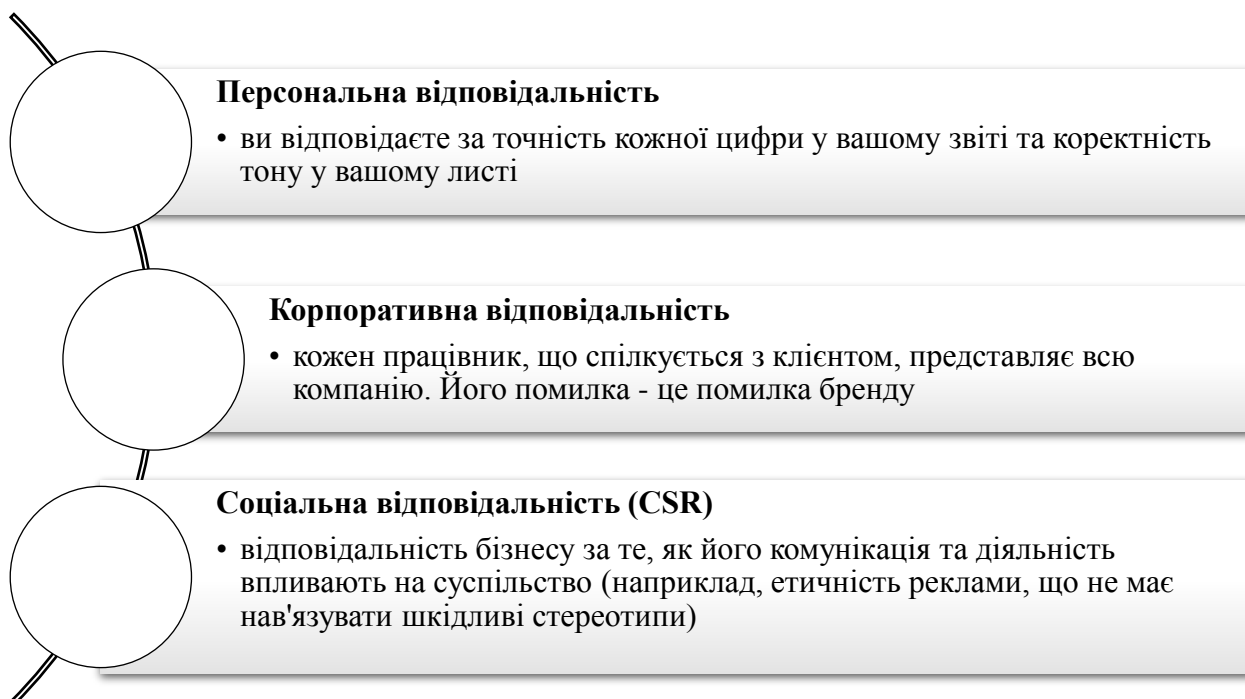 Персональна відповідальність
• ви відповідаєте за точність кожної цифри у вашому звіті та коректність
тону у вашому листі
Корпоративна відповідальність
• кожен працівник, що спілкується з клієнтом, представляє всю
компанію. Його помилка - це помилка бренду
Соціальна відповідальність (CSR)
• відповідальність бізнесу за те, як його комунікація та діяльність
впливають на суспільство (наприклад, етичність реклами, що не має
нав'язувати шкідливі стереотипи)